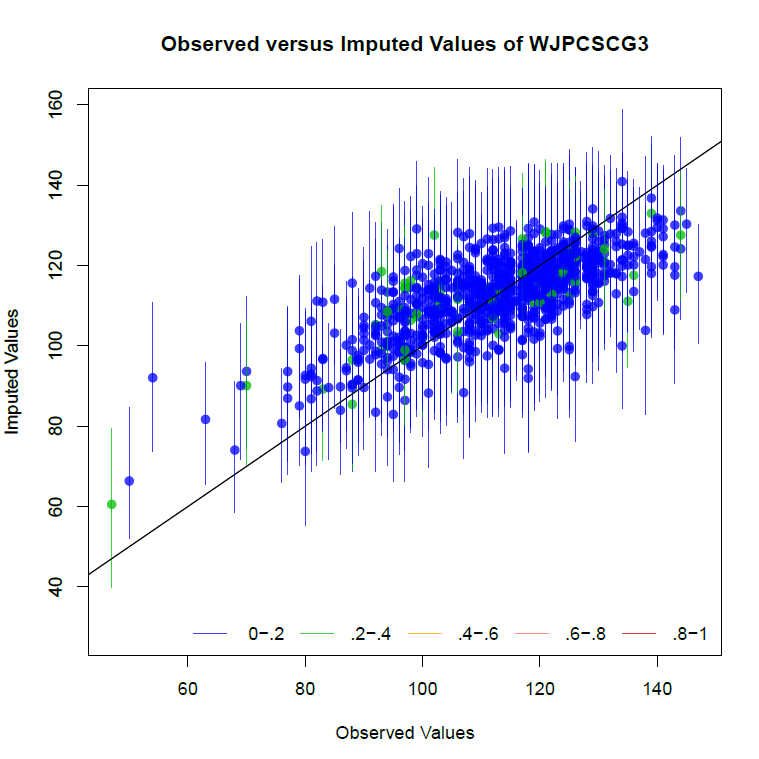 Observed versus Imputed Values of WJPCSCG3
160
140
120
100
80
60
40
Imputed Values
0−.2 .2−.4 .4−.6 .6−.8 .8−1
60 80 100 120 140
Observed Values